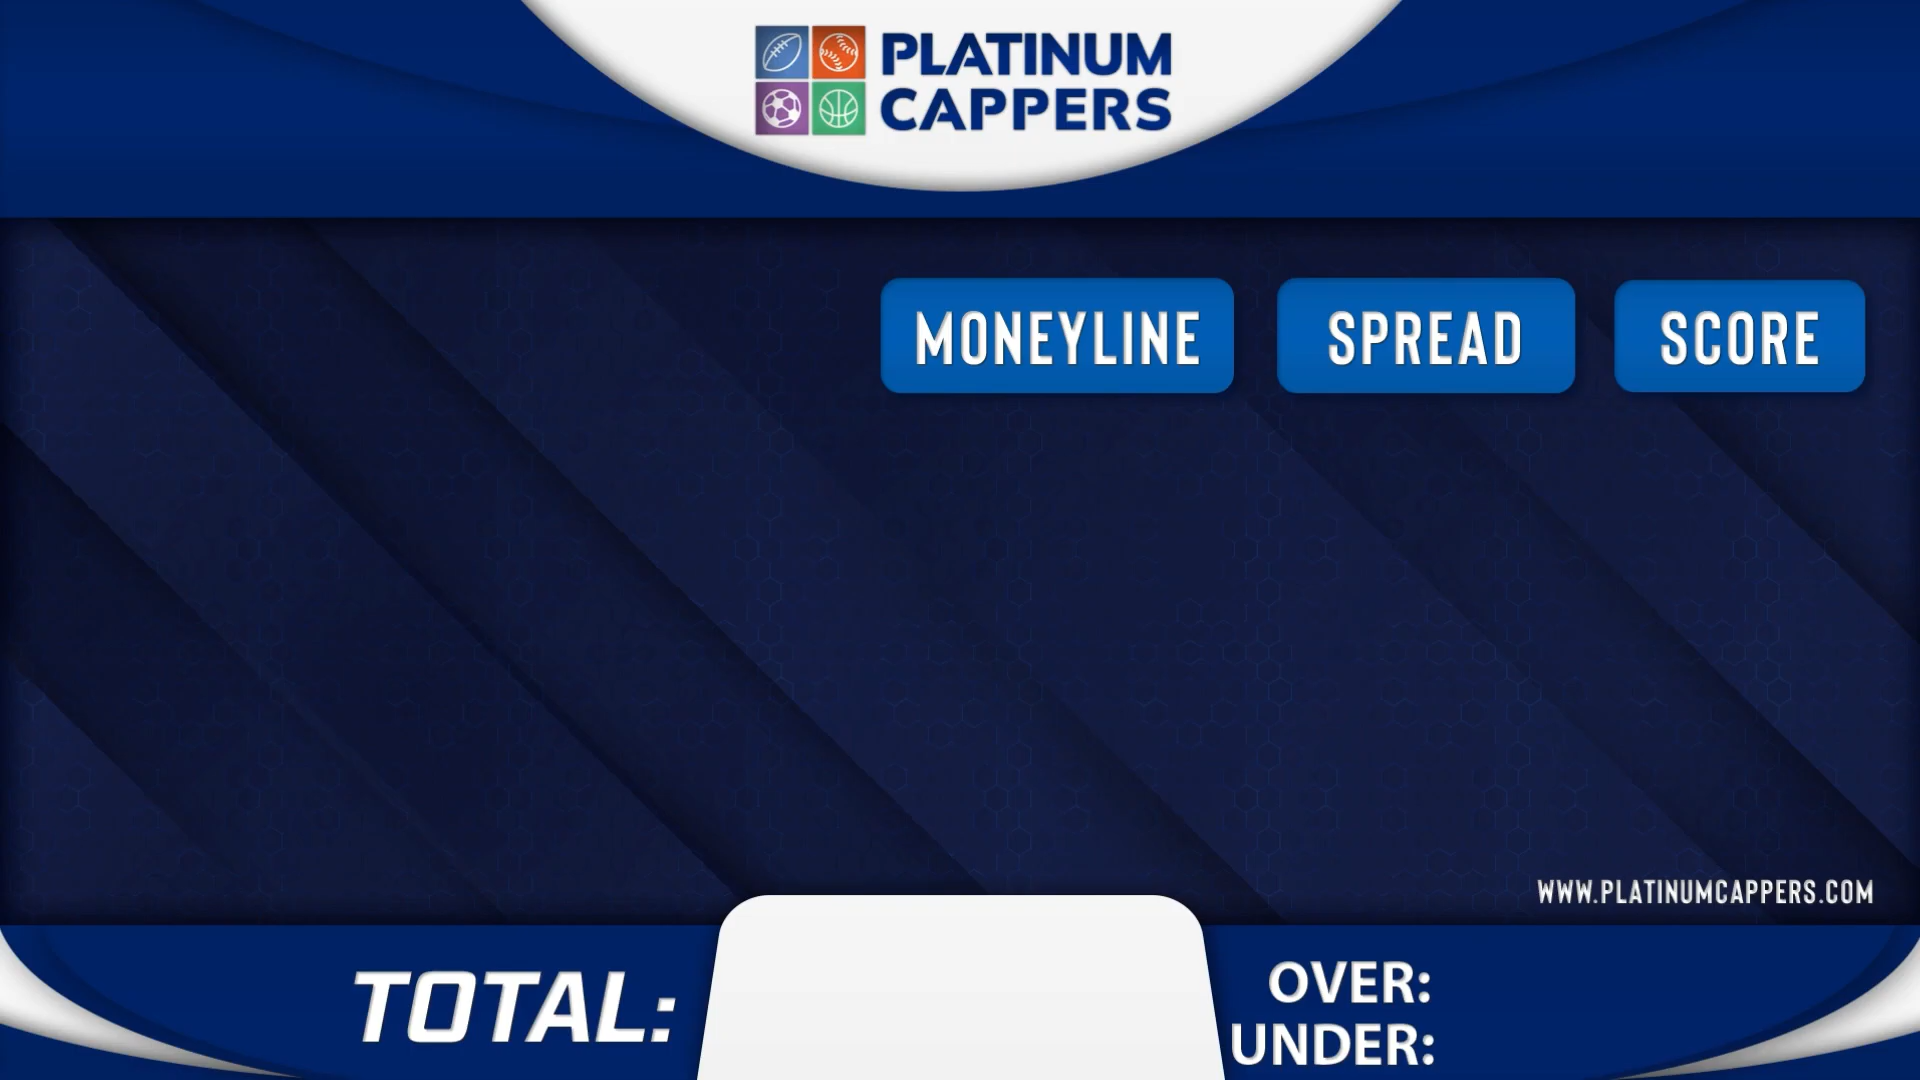 PLATINUM
CAPPERS
MONEYLINE SPREAD SCORE
WWW.PLATINUMCAPPERS.COM
TOTAL:
OVER:
UNDER: